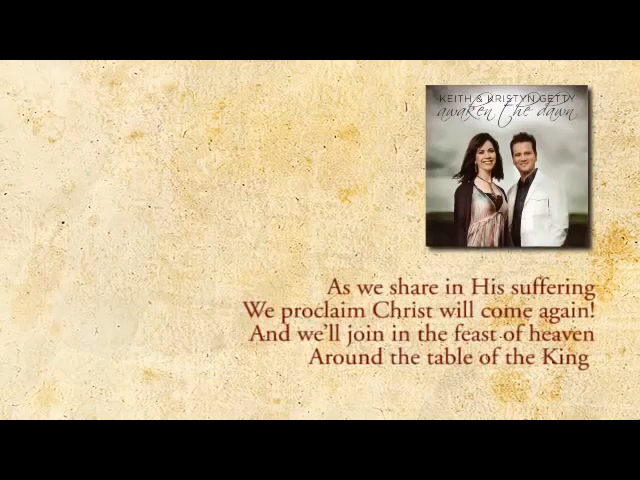 KEITH & KRISTYN GETTY
awaken the dawn
As we share in His suffering
We proclaim Christ will come again!
And we'll join in the feast of heaven
Around the table of the King